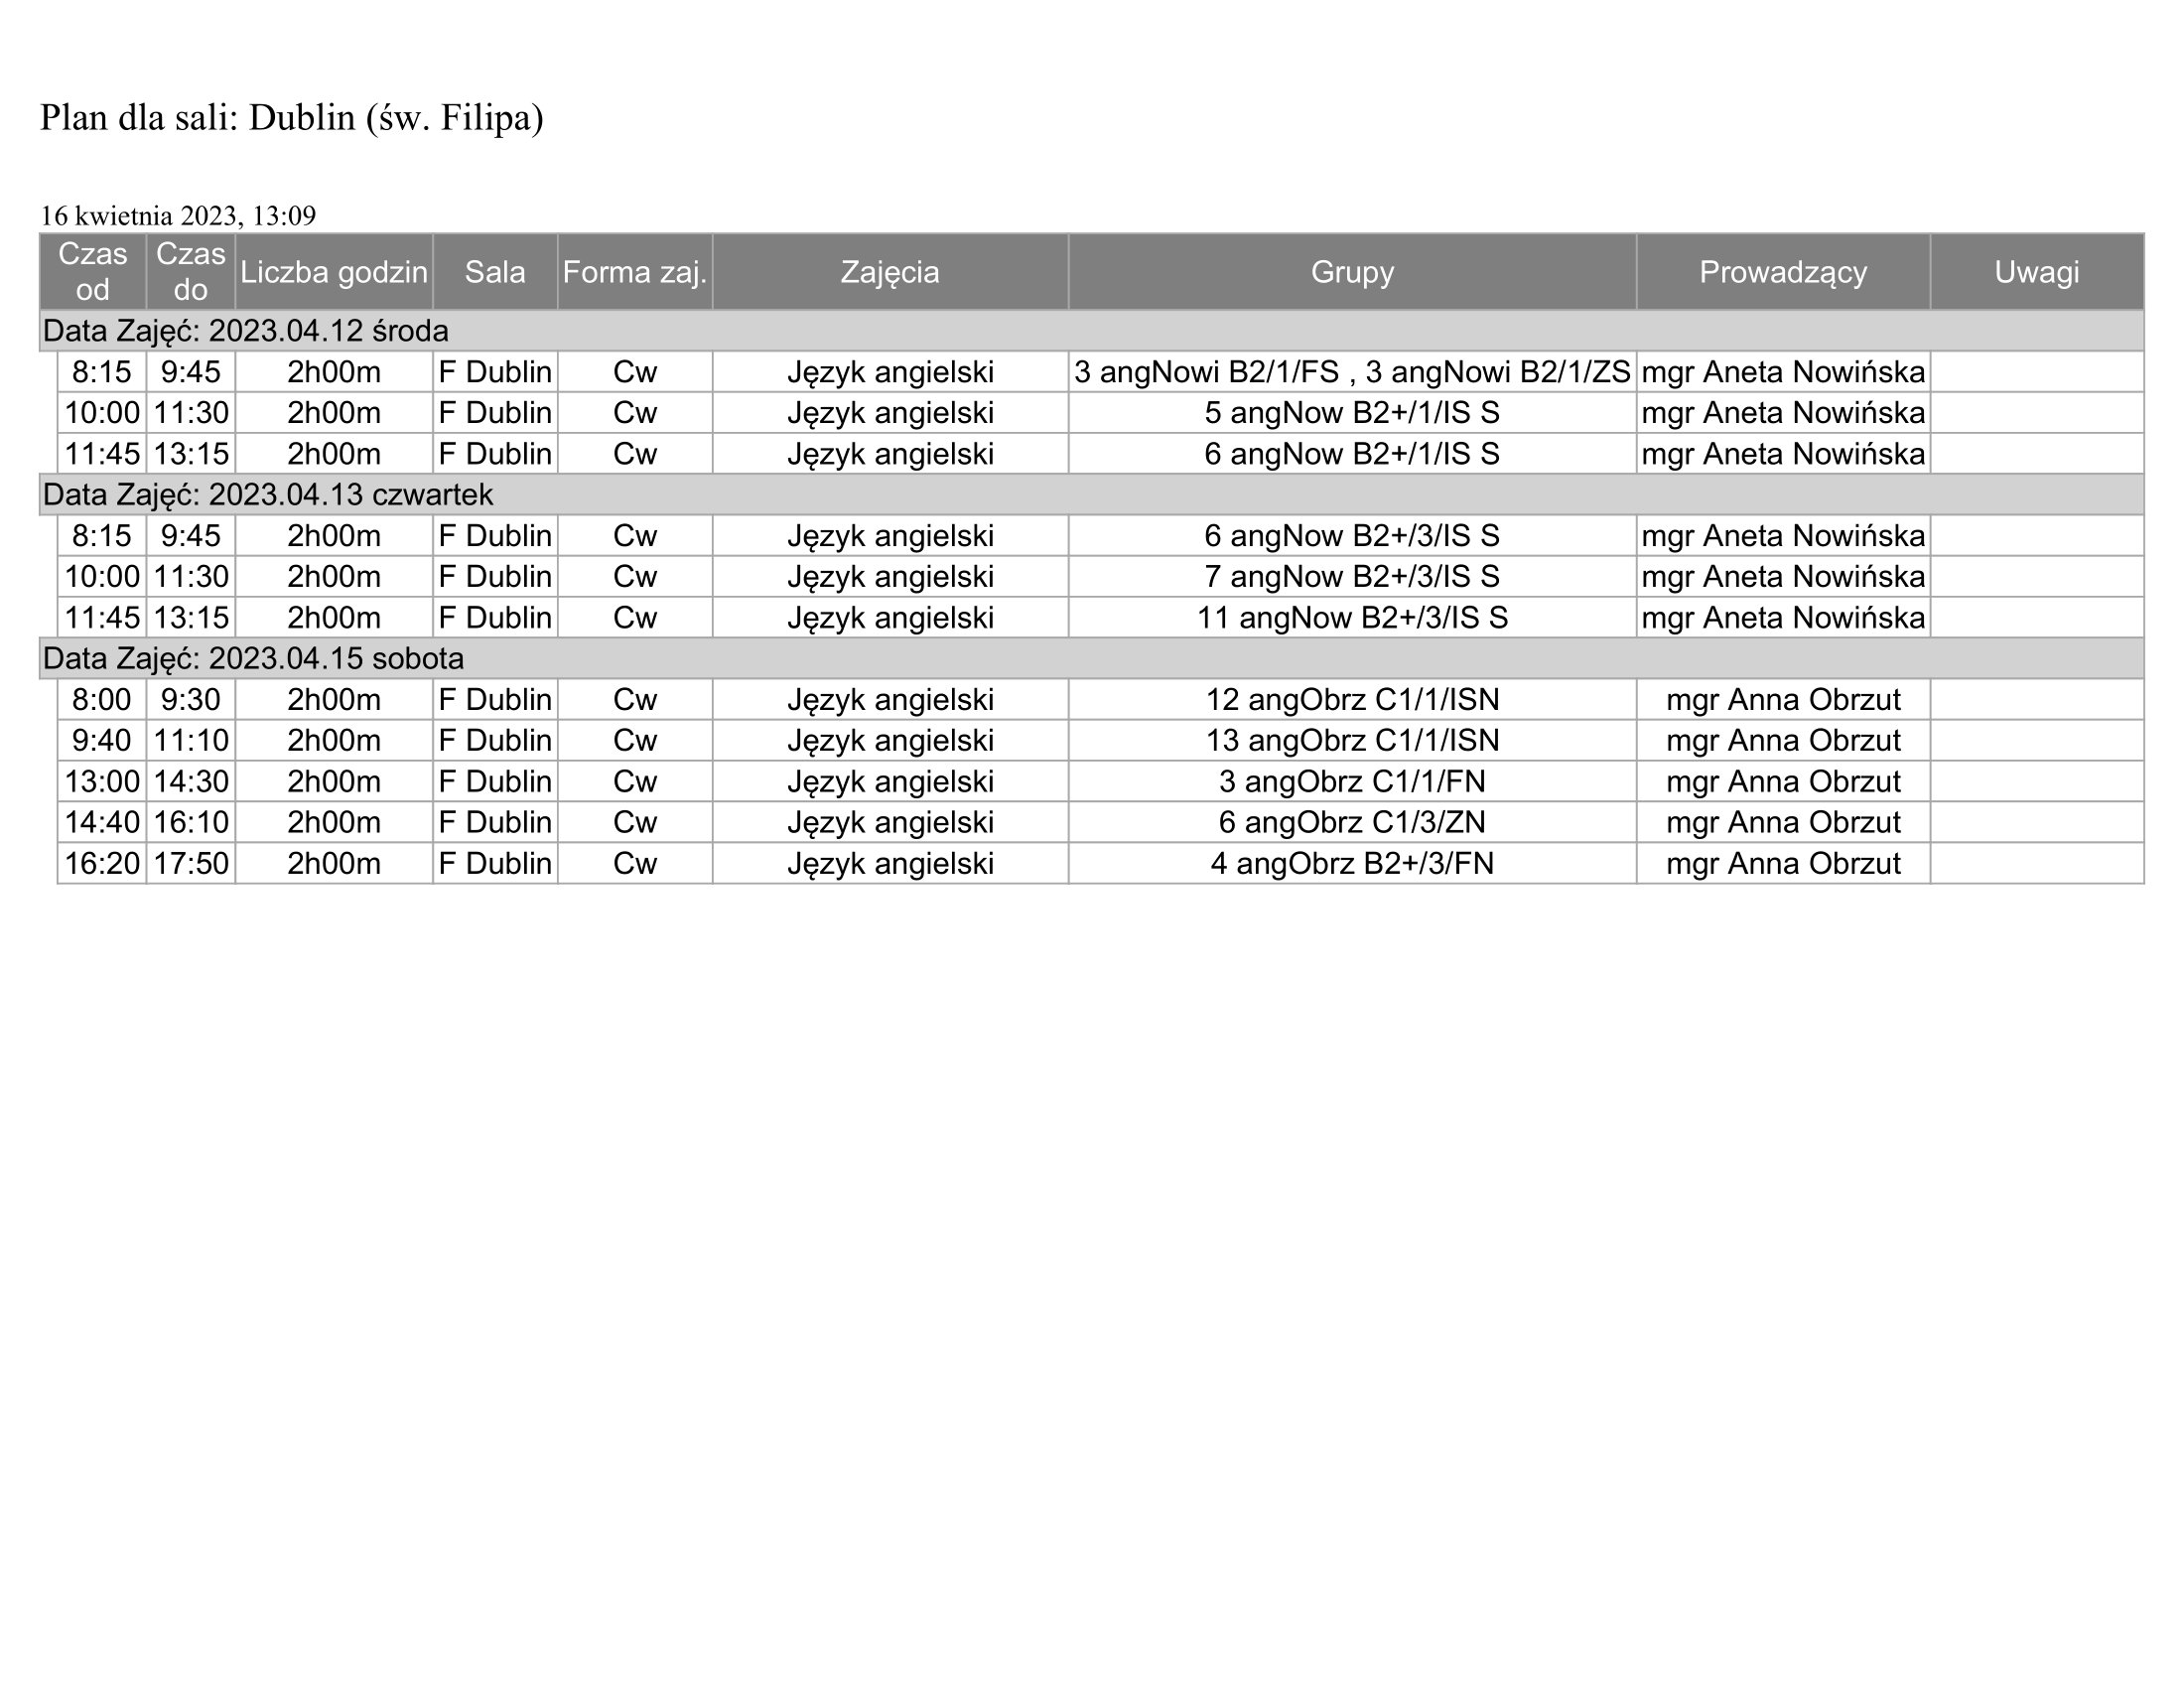 Plan dla sali: Dublin (św. Filipa)
16 kwietnia 2023, 13:09
Czas od Czas do Liczba godzin Sala Forma zaj. Zajęcia Grupy Prowadzący Uwagi
Data Zajęć: 2023.04.12 środa
8:15 9:45 2h00m F Dublin Cw Język angielski 3 angNowi B2/1/FS , 3 angNowi B2/1/ZS mgr Aneta Nowińska
10:00 11:30 2h00m F Dublin Cw Język angielski 5 angNow B2+/1/IS S mgr Aneta Nowińska
11:45 13:15 2h00m F Dublin Cw Język angielski 6 angNow B2+/1/IS S mgr Aneta Nowińska
Data Zajęć: 2023.04.13 czwartek
8:15 9:45 2h00m F Dublin Cw Język angielski 6 angNow B2+/3/IS S mgr Aneta Nowińska
10:00 11:30 2h00m F Dublin Cw Język angielski 7 angNow B2+/3/IS S mgr Aneta Nowińska
11:45 13:15 2h00m F Dublin Cw Język angielski 11 angNow B2+/3/IS S mgr Aneta Nowińska
Data Zajęć: 2023.04.15 sobota
8:00 9:30 2h00m F Dublin Cw Język angielski 12 angObrz C1/1/ISN mgr Anna Obrzut
9:40 11:10 2h00m F Dublin Cw Język angielski 13 angObrz C1/1/ISN mgr Anna Obrzut
13:00 14:30 2h00m F Dublin Cw Język angielski 3 angObrz C1/1/FN mgr Anna Obrzut
14:40 16:10 2h00m F Dublin Cw Język angielski 6 angObrz C1/3/ZN mgr Anna Obrzut
16:20 17:50 2h00m F Dublin Cw Język angielski 4 angObrz B2+/3/FN mgr Anna Obrzut